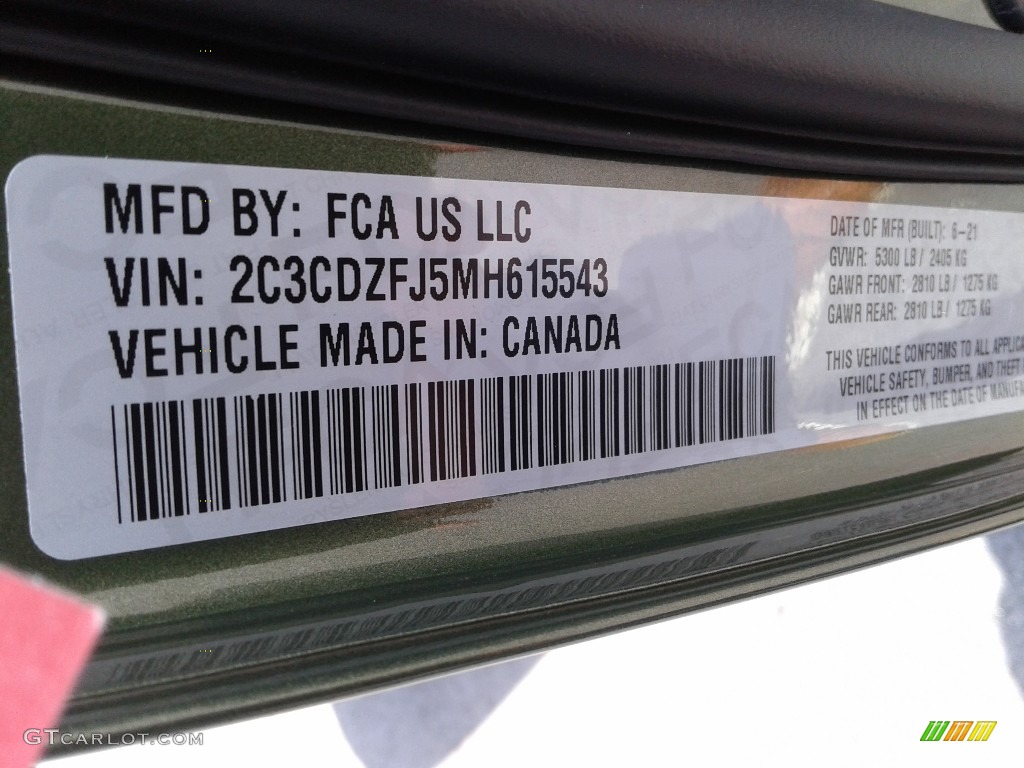 MFD BY: FCA US LLC
VIN: 2C3CDZFJ5MH615543
VEHICLE MADE IN: CANADA
DATE OF MFR (BUILT): 6-21
GVWR: 5300 LB / 2405 KG
GAWR FRONT: 2810 LB / 1275 KG
GAWR REAR: 2810 LB / 1275 KG
THIS VEHICLE CONFORMS TO ALL APPLICA
VEHICLE SAFETY, BUMPER, AND THEFT
IN EFFECT ON THE DATE OF MANUF
GTCARLOT.COM